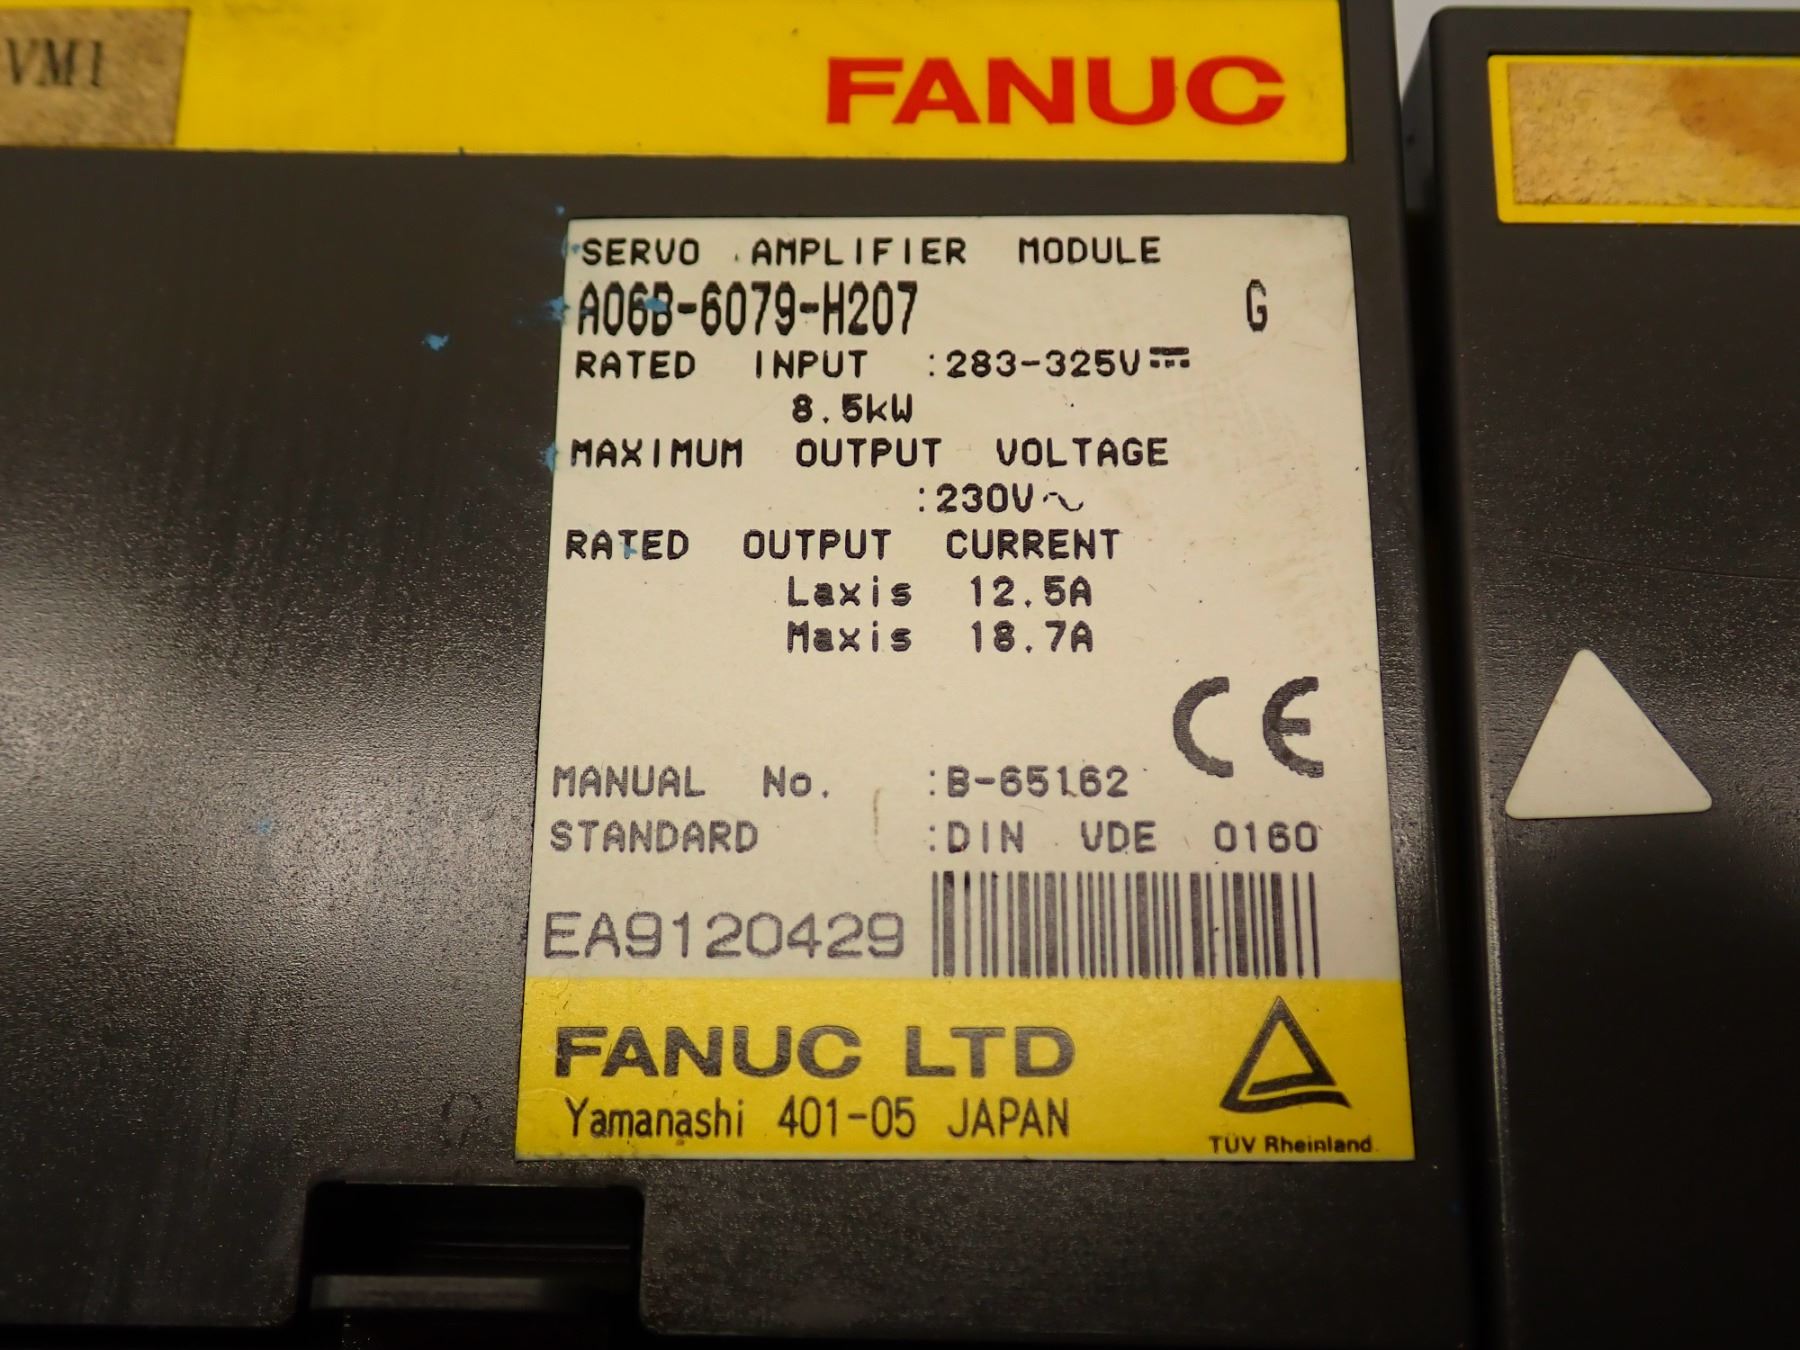 VM1
FANUC
SERVO AMPLIFIER MODULE
A06B-6079-H207 G
RATED INPUT :283-325V⎓
8.5kW
MAXIMUM OUTPUT VOLTAGE
:230V~
RATED OUTPUT CURRENT
Laxis 12.5A
Maxis 18.7A
CE
MANUAL No. :B-65162
STANDARD :DIN VDE 0160
EA9120429
FANUC LTD
Yamanashi 401-05 JAPAN
TÜV Rheinland